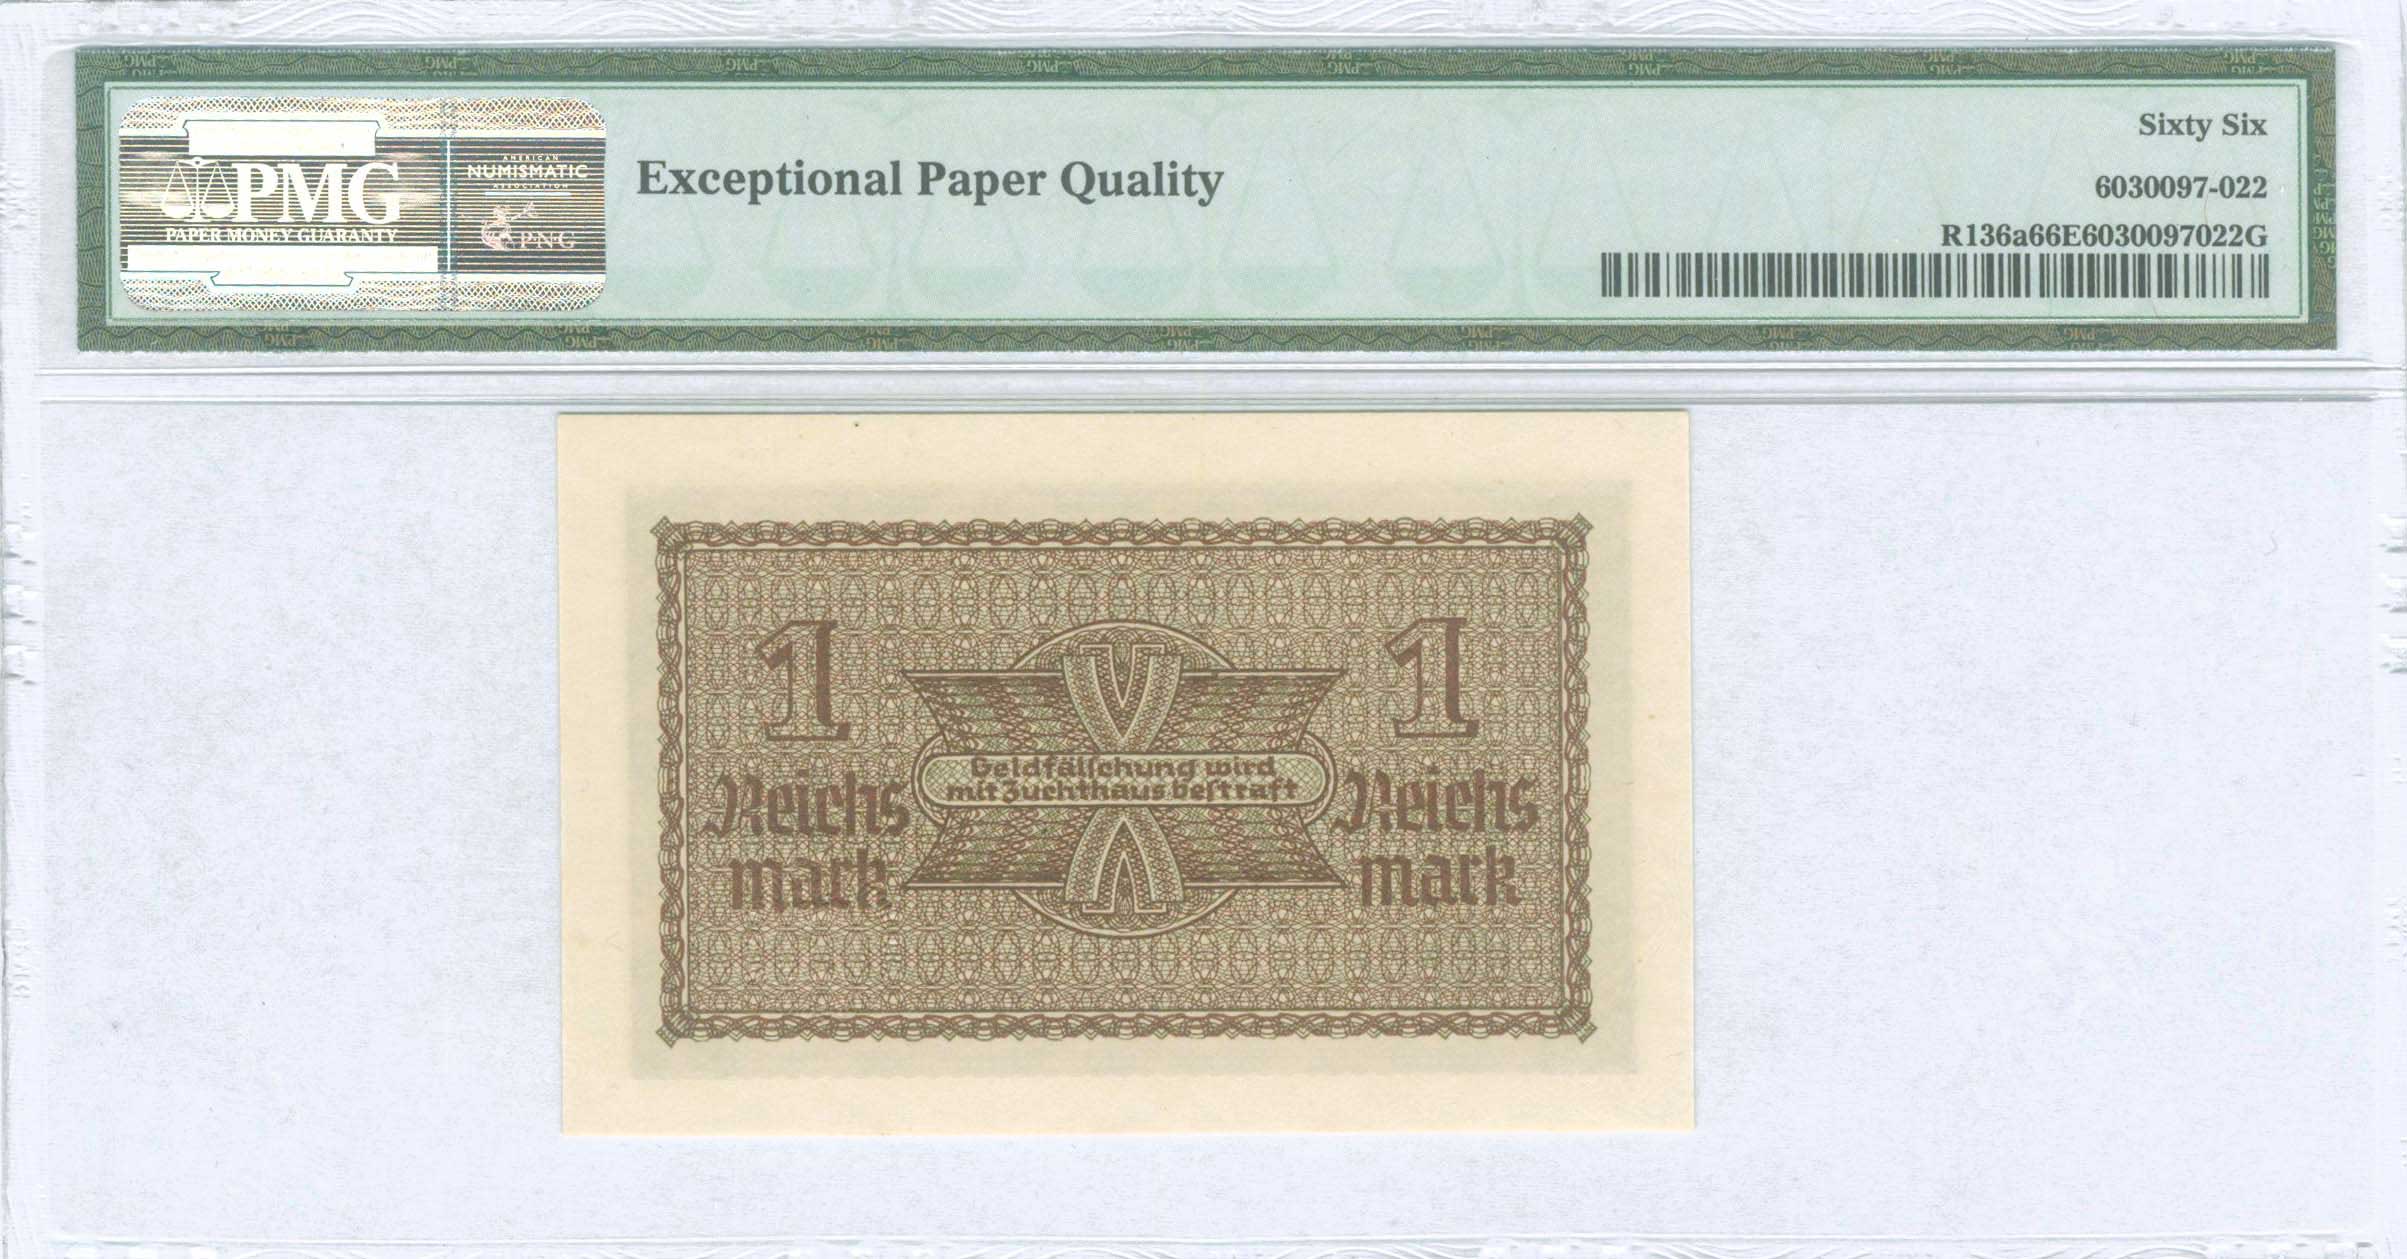 PMG
PAPER MONEY GUARANTY
AMERICAN
NUMISMATIC
ASSOCIATION
P·N·G
Exceptional Paper Quality
Sixty Six
6030097-022
R136a66E6030097022G
1
1
Geldfälſchung wird
mit Zuchthaus beſtraft
Reichs
mark
Reichs
mark